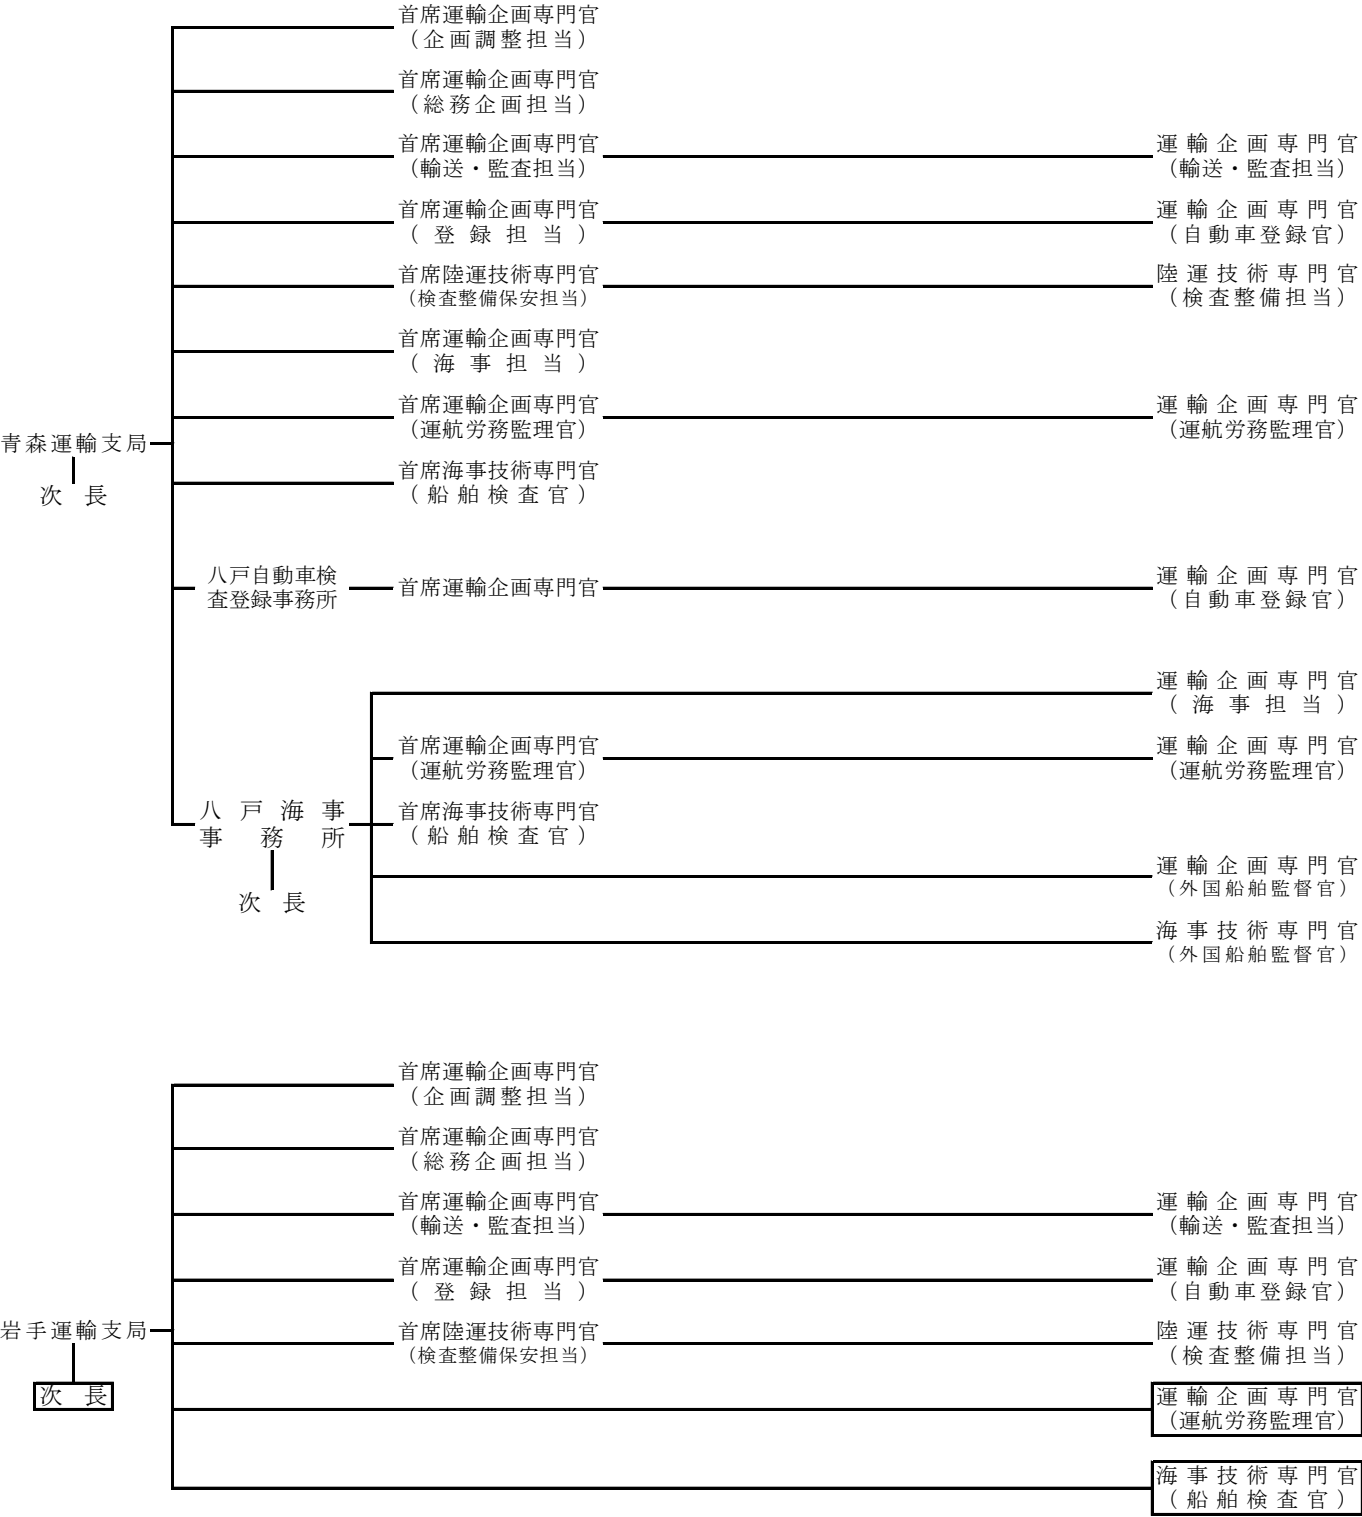 首席運輸企画専門官
（企画調整担当）
首席運輸企画専門官
（総務企画担当）
首席運輸企画専門官
（輸送・監査担当）
運輸企画専門官
（輸送・監査担当）
首席運輸企画専門官
（登録担当）
運輸企画専門官
（自動車登録官）
首席陸運技術専門官
（検査整備保安担当）
陸運技術専門官
（検査整備担当）
首席運輸企画専門官
（海事担当）
首席運輸企画専門官
（運航労務監理官）
運輸企画専門官
（運航労務監理官）
青森運輸支局
次長
首席海事技術専門官
（船舶検査官）
八戸自動車検
査登録事務所
首席運輸企画専門官
運輸企画専門官
（自動車登録官）
運輸企画専門官
（海事担当）
首席運輸企画専門官
（運航労務監理官）
運輸企画専門官
（運航労務監理官）
八戸海事
事務所
次長
首席海事技術専門官
（船舶検査官）
運輸企画専門官
（外国船舶監督官）
海事技術専門官
（外国船舶監督官）
首席運輸企画専門官
（企画調整担当）
首席運輸企画専門官
（総務企画担当）
首席運輸企画専門官
（輸送・監査担当）
運輸企画専門官
（輸送・監査担当）
首席運輸企画専門官
（登録担当）
運輸企画専門官
（自動車登録官）
岩手運輸支局
次長
首席陸運技術専門官
（検査整備保安担当）
陸運技術専門官
（検査整備担当）
運輸企画専門官
（運航労務監理官）
海事技術専門官
（船舶検査官）